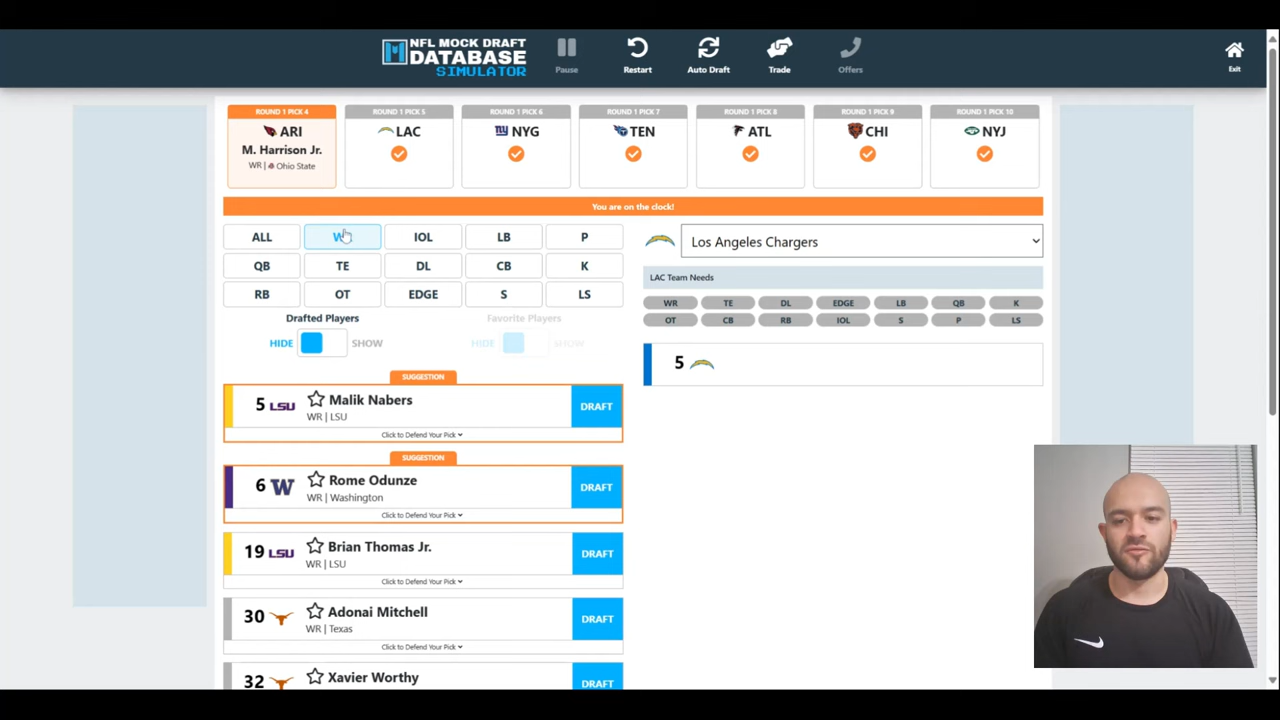 NFL MOCK DRAFT
DATABASE
SIMULATOR
Pause
Restart
Auto Draft
Trade
Offers
Exit
ROUND 1 PICK 4
ARI
M. Harrison Jr.
WR | Ohio State
ROUND 1 PICK 5
LAC
ROUND 1 PICK 6
NYG
ROUND 1 PICK 7
TEN
ROUND 1 PICK 8
ATL
ROUND 1 PICK 9
CHI
ROUND 1 PICK 10
NYJ
You are on the clock!
ALL IOL LB P
QB TE DL CB K
RB OT EDGE S LS
Drafted Players
HIDE SHOW
Favorite Players
HIDE SHOW
SUGGESTION
5 LSU Malik Nabers
WR | LSU
DRAFT
Click to Defend Your Pick
SUGGESTION
6 W Rome Odunze
WR | Washington
DRAFT
Click to Defend Your Pick
19 LSU Brian Thomas Jr.
WR | LSU
DRAFT
Click to Defend Your Pick
30 Adonai Mitchell
WR | Texas
DRAFT
Click to Defend Your Pick
32 Xavier Worthy
DRAFT
Los Angeles Chargers
LAC Team Needs
WR TE DL EDGE LB QB K
OT CB RB IOL S P LS
5